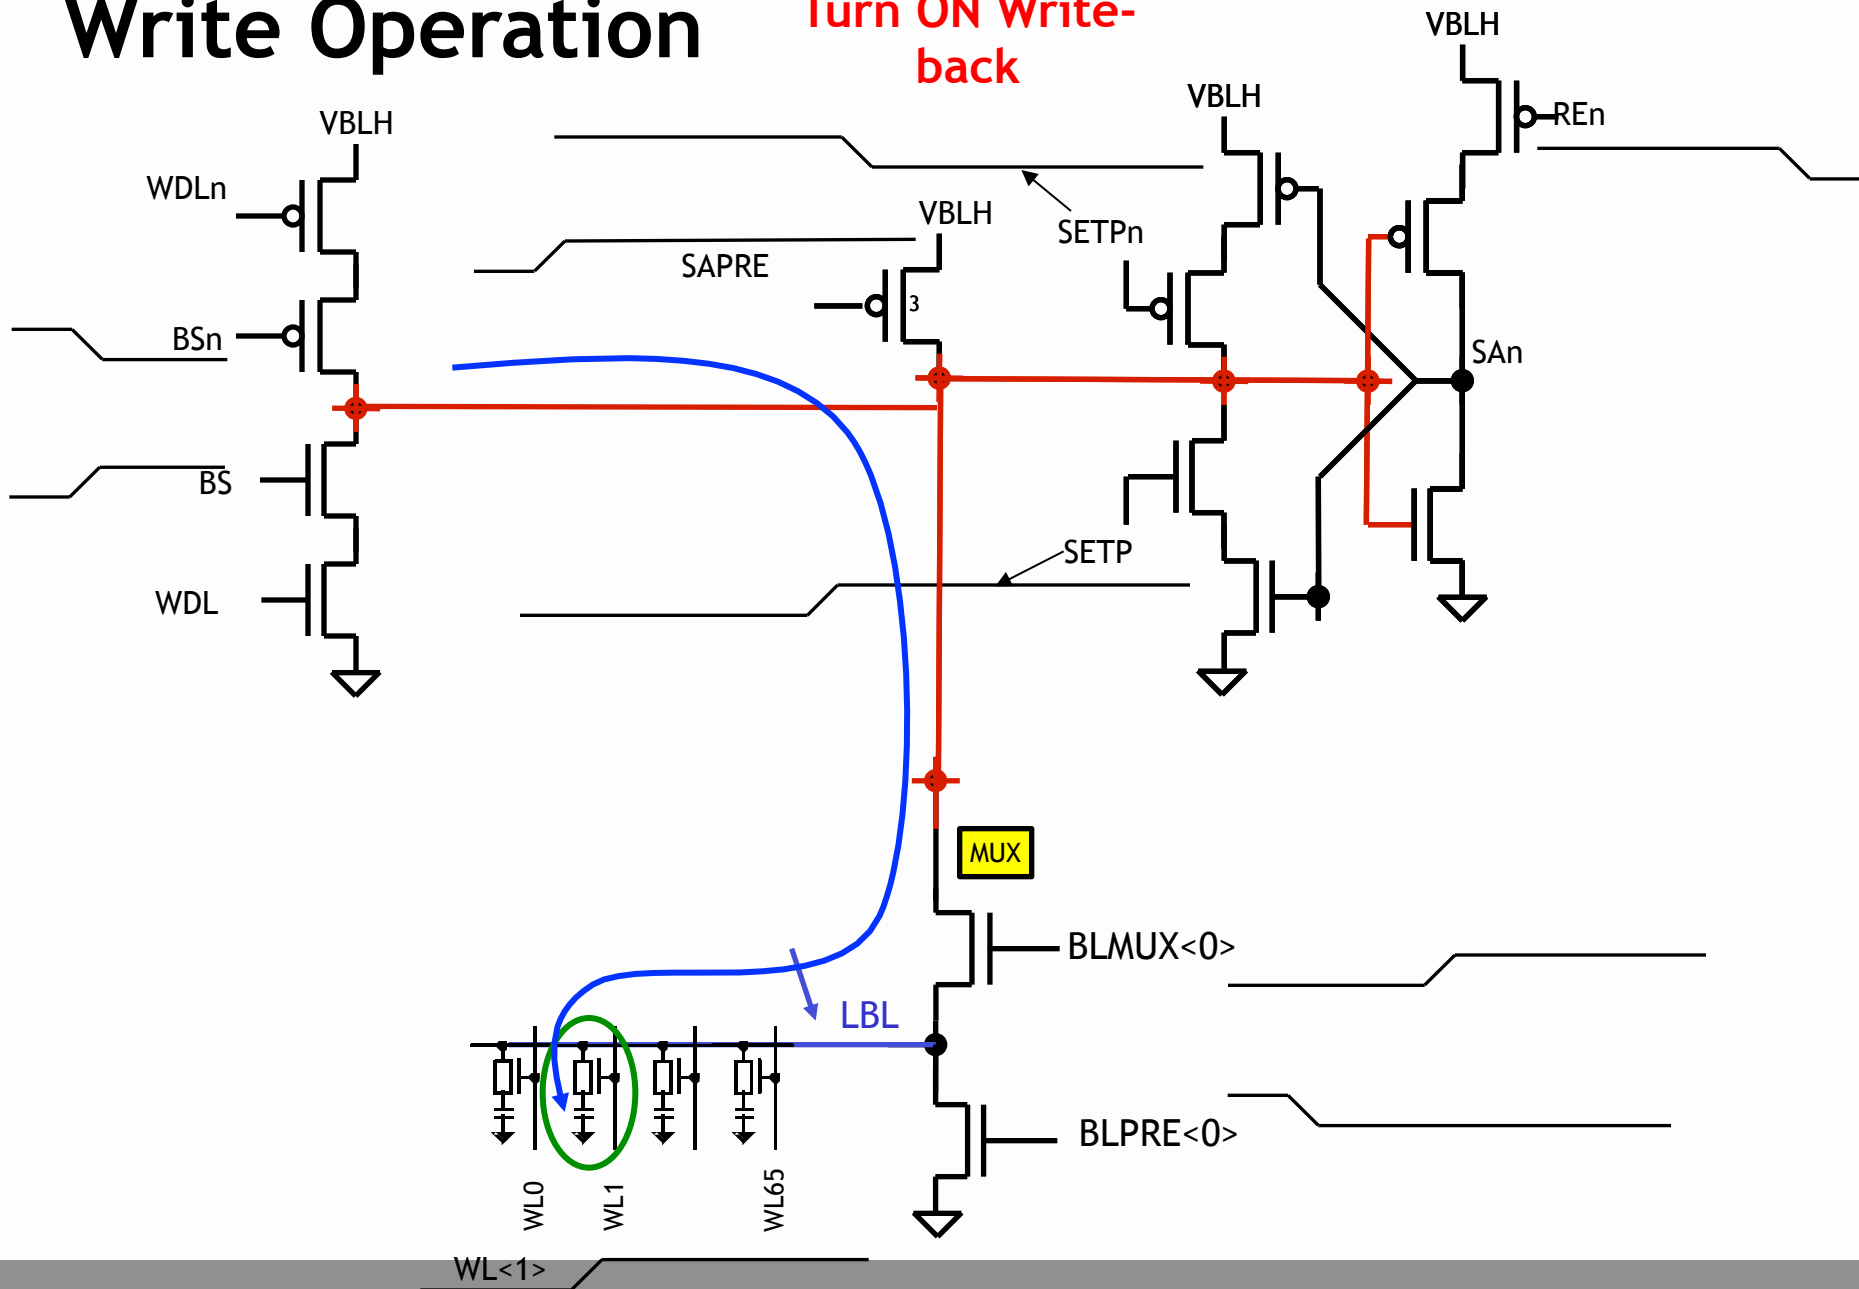 Write Operation
Turn ON Write-
back
VBLH
VBLH
VBLH
WDLn
REn
VBLH
SETPn
SAPRE
3
BSn
SAn
BS
SETP
WDL
MUX
BLMUX<0>
LBL
BLPRE<0>
WL0
WL1
WL65
WL<1>